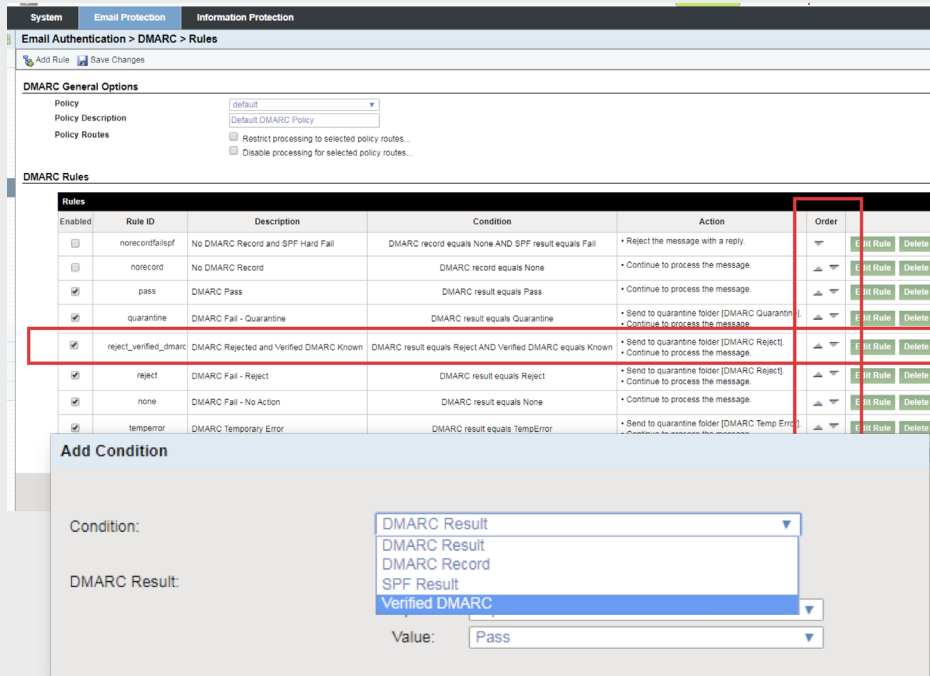 System Email Protection Information Protection
Email Authentication > DMARC > Rules
Add Rule Save Changes
DMARC General Options
Policy default
Policy Description Default DMARC Policy
Policy Routes Restrict processing to selected policy routes...
Disable processing for selected policy routes...
DMARC Rules
Rules
Enabled Rule ID Description Condition Action Order
norecordfailspf No DMARC Record and SPF Hard Fail DMARC record equals None AND SPF result equals Fail • Reject the message with a reply. Edit Rule Delete
norecord No DMARC Record DMARC record equals None • Continue to process the message. Edit Rule Delete
pass DMARC Pass DMARC result equals Pass • Continue to process the message. Edit Rule Delete
quarantine DMARC Fail - Quarantine DMARC result equals Quarantine • Send to quarantine folder [DMARC Quarantine]. Edit Rule Delete
• Continue to process the message.
reject_verified_dmarc DMARC Rejected and Verified DMARC Known DMARC result equals Reject AND Verified DMARC equals Known • Send to quarantine folder [DMARC Reject]. Edit Rule Delete
• Continue to process the message.
reject DMARC Fail - Reject DMARC result equals Reject • Send to quarantine folder [DMARC Reject]. Edit Rule Delete
• Continue to process the message.
none DMARC Fail - No Action DMARC result equals None • Continue to process the message. Edit Rule Delete
temperror DMARC Temporary Error DMARC result equals TempError • Send to quarantine folder [DMARC Temp Error]. Edit Rule Delete
Add Condition
Condition: DMARC Result
DMARC Result
DMARC Record
DMARC Result:
SPF Result
Verified DMARC
Value: Pass